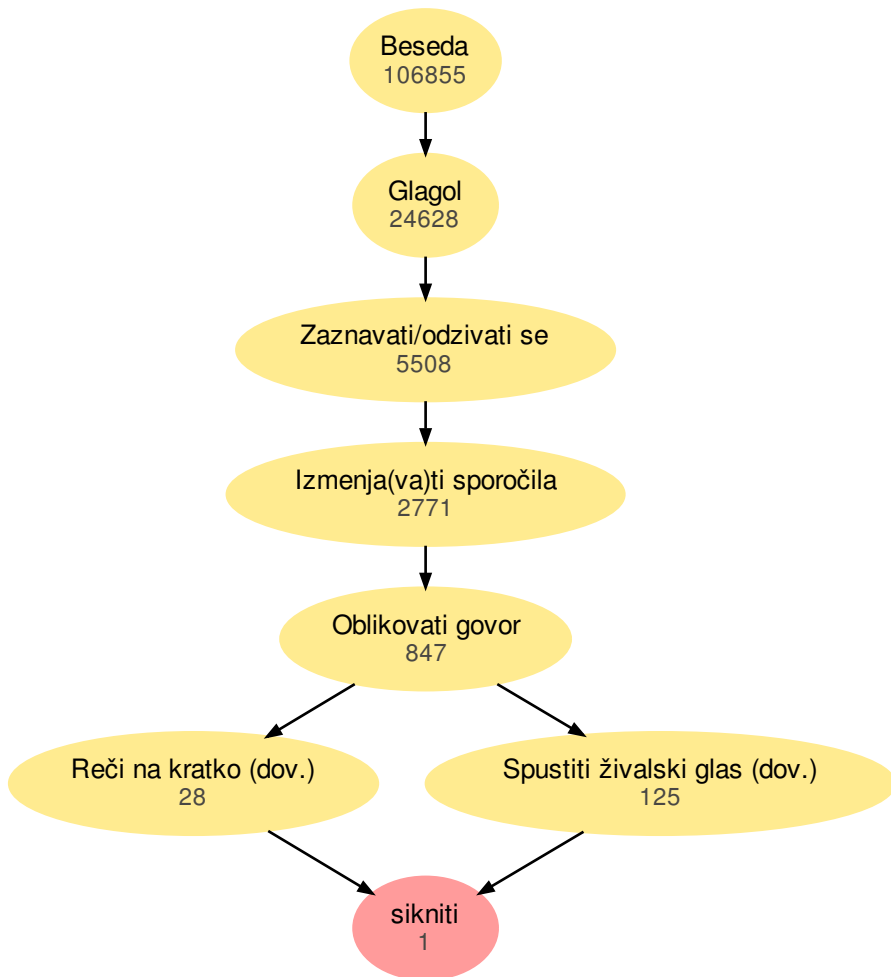 Beseda
106855
Glagol
24628
Zaznavati/odzivati se
5508
Izmenja(va)ti sporočila
2771
Oblikovati govor
847
Reči na kratko (dov.)
28
Spustiti živalski glas (dov.)
125
sikniti
1